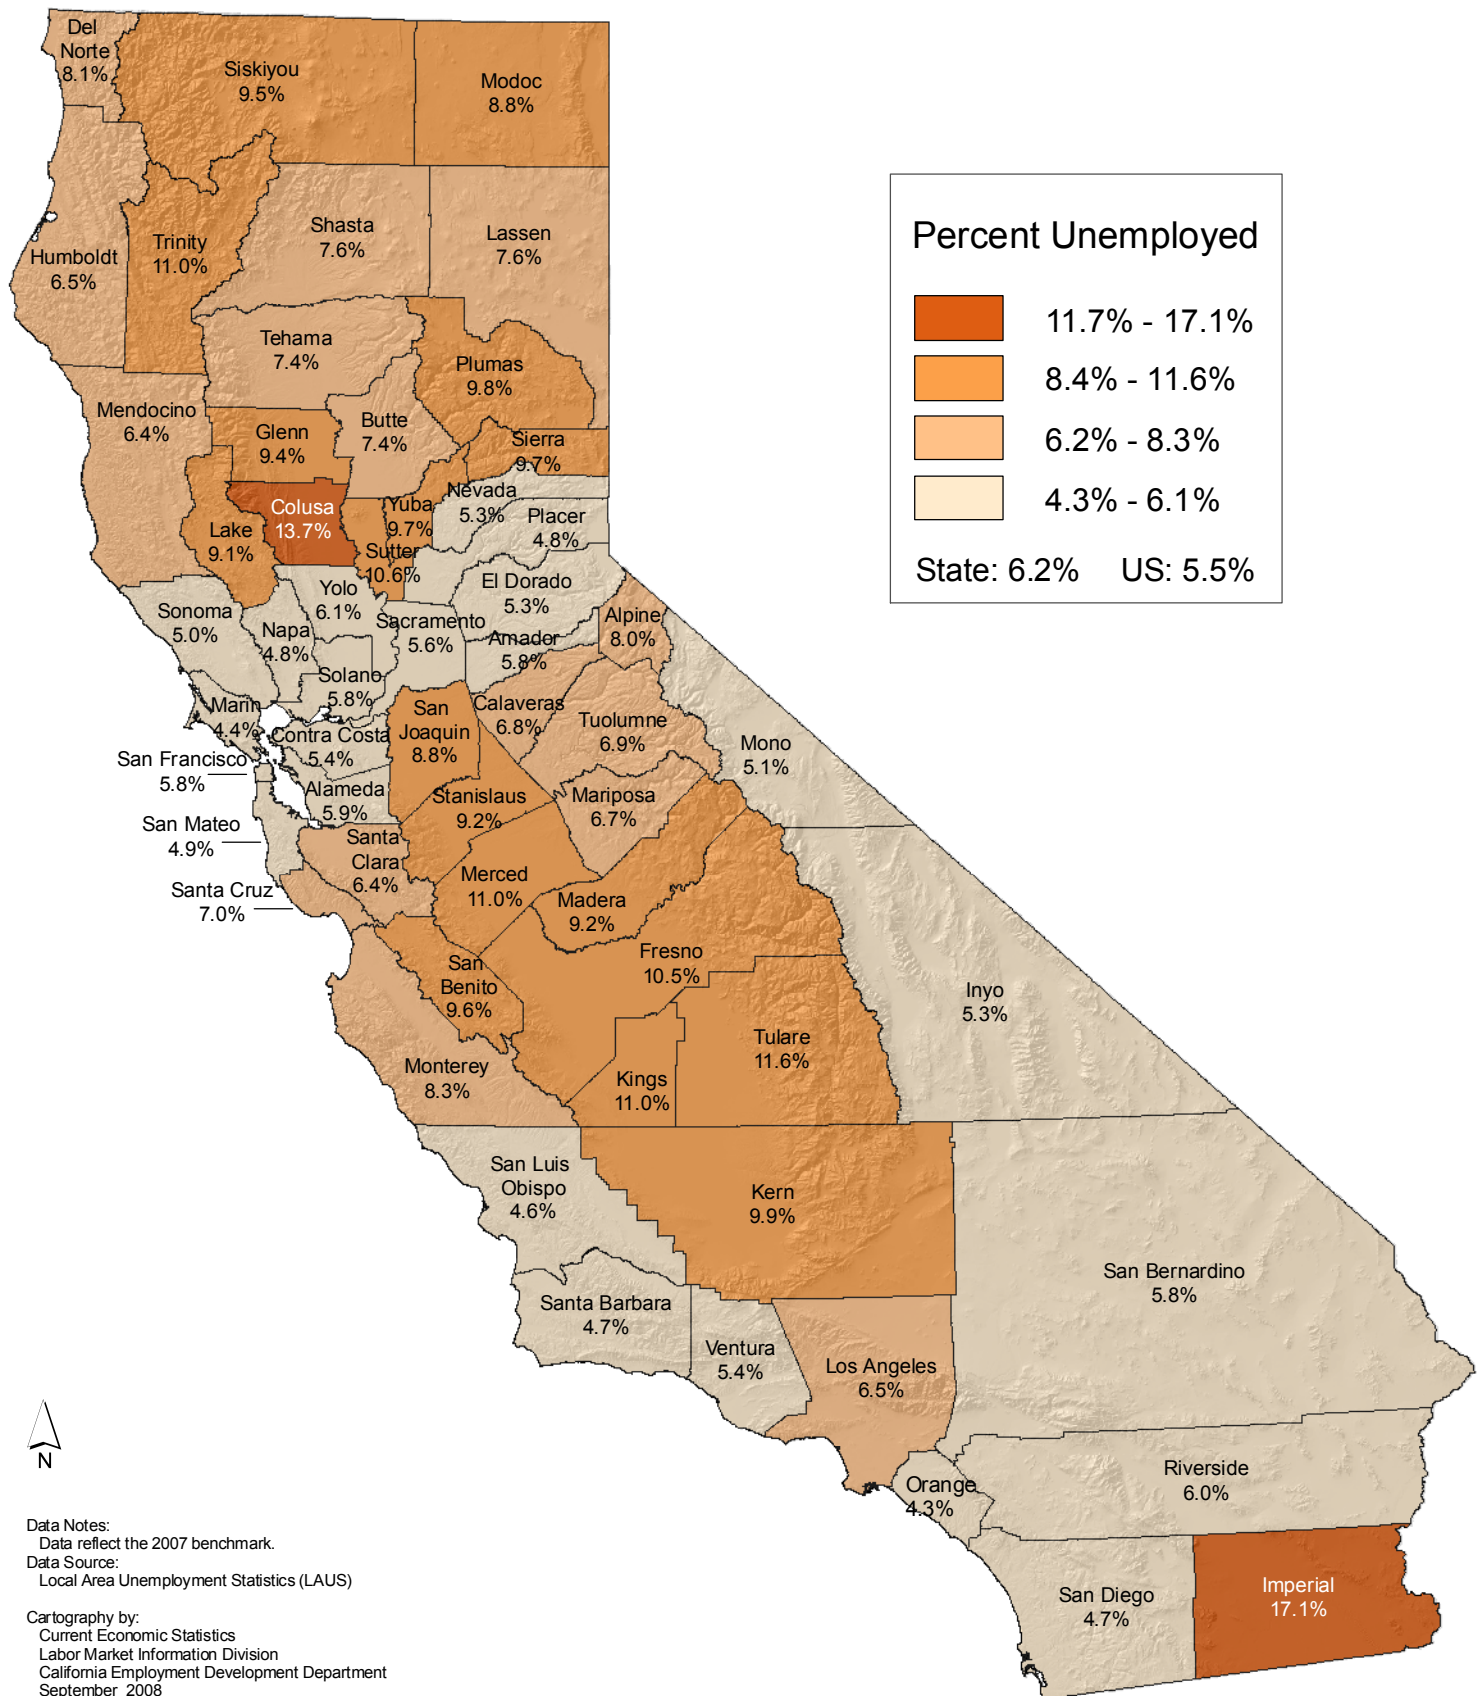 Del
Norte
8.1%
Siskiyou
9.5%
Modoc
8.8%
Humboldt
6.5%
Trinity
11.0%
Shasta
7.6%
Lassen
7.6%
Percent Unemployed
11.7% - 17.1%
8.4% - 11.6%
6.2% - 8.3%
4.3% - 6.1%
State: 6.2% US: 5.5%
Tehama
7.4%
Plumas
9.8%
Mendocino
6.4%
Glenn
9.4%
Butte
7.4%
Sierra
9.7%
Colusa
13.7%
Lake
9.1%
Yuba
9.7%
Sutter
10.6%
Nevada
5.3%
Placer
4.8%
El Dorado
5.3%
Yolo
6.1%
Sonoma
5.0%
Napa
4.8%
Sacramento
5.6%
Amador
5.8%
Alpine
8.0%
Solano
5.8%
Marin
4.4%
Contra Costa
5.4%
San
Joaquin
8.8%
Calaveras
6.8%
Tuolumne
6.9%
Mono
5.1%
San Francisco
5.8%
Alameda
5.9%
Stanislaus
9.2%
Mariposa
6.7%
San Mateo
4.9%
Santa
Clara
6.4%
Santa Cruz
7.0%
Merced
11.0%
Madera
9.2%
Fresno
10.5%
San
Benito
9.6%
Inyo
5.3%
Monterey
8.3%
Kings
11.0%
Tulare
11.6%
San Luis
Obispo
4.6%
Kern
9.9%
San Bernardino
5.8%
Santa Barbara
4.7%
Ventura
5.4%
Los Angeles
6.5%
Orange
4.3%
Riverside
6.0%
San Diego
4.7%
Imperial
17.1%
N
Data Notes:
Data reflect the 2007 benchmark.
Data Source:
Local Area Unemployment Statistics (LAUS)
Cartography by:
Current Economic Statistics
Labor Market Information Division
California Employment Development Department
September 2008